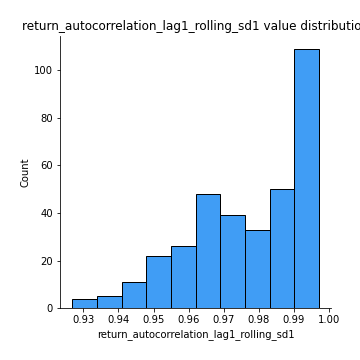 return_autocorrelation_lag1_rolling_sd1 value distributio
100
80
60
40
20
0
Count
0.93 0.94 0.95 0.96 0.97 0.98 0.99 1.00
return_autocorrelation_lag1_rolling_sd1